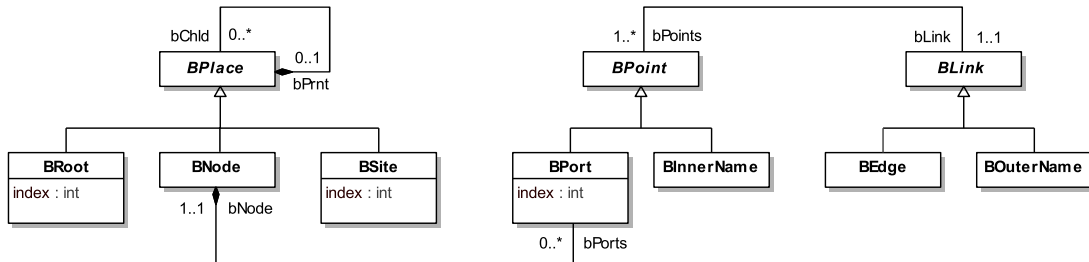 bChld 0..*
0..1
BPlace
bPrnt
BRoot
index : int
BNode
BSite
index : int
1..1 bNode
1..* bPoints
bLink 1..1
BPoint
BLink
BPort
index : int
BInnerName
BEdge
BOuterName
0..* bPorts